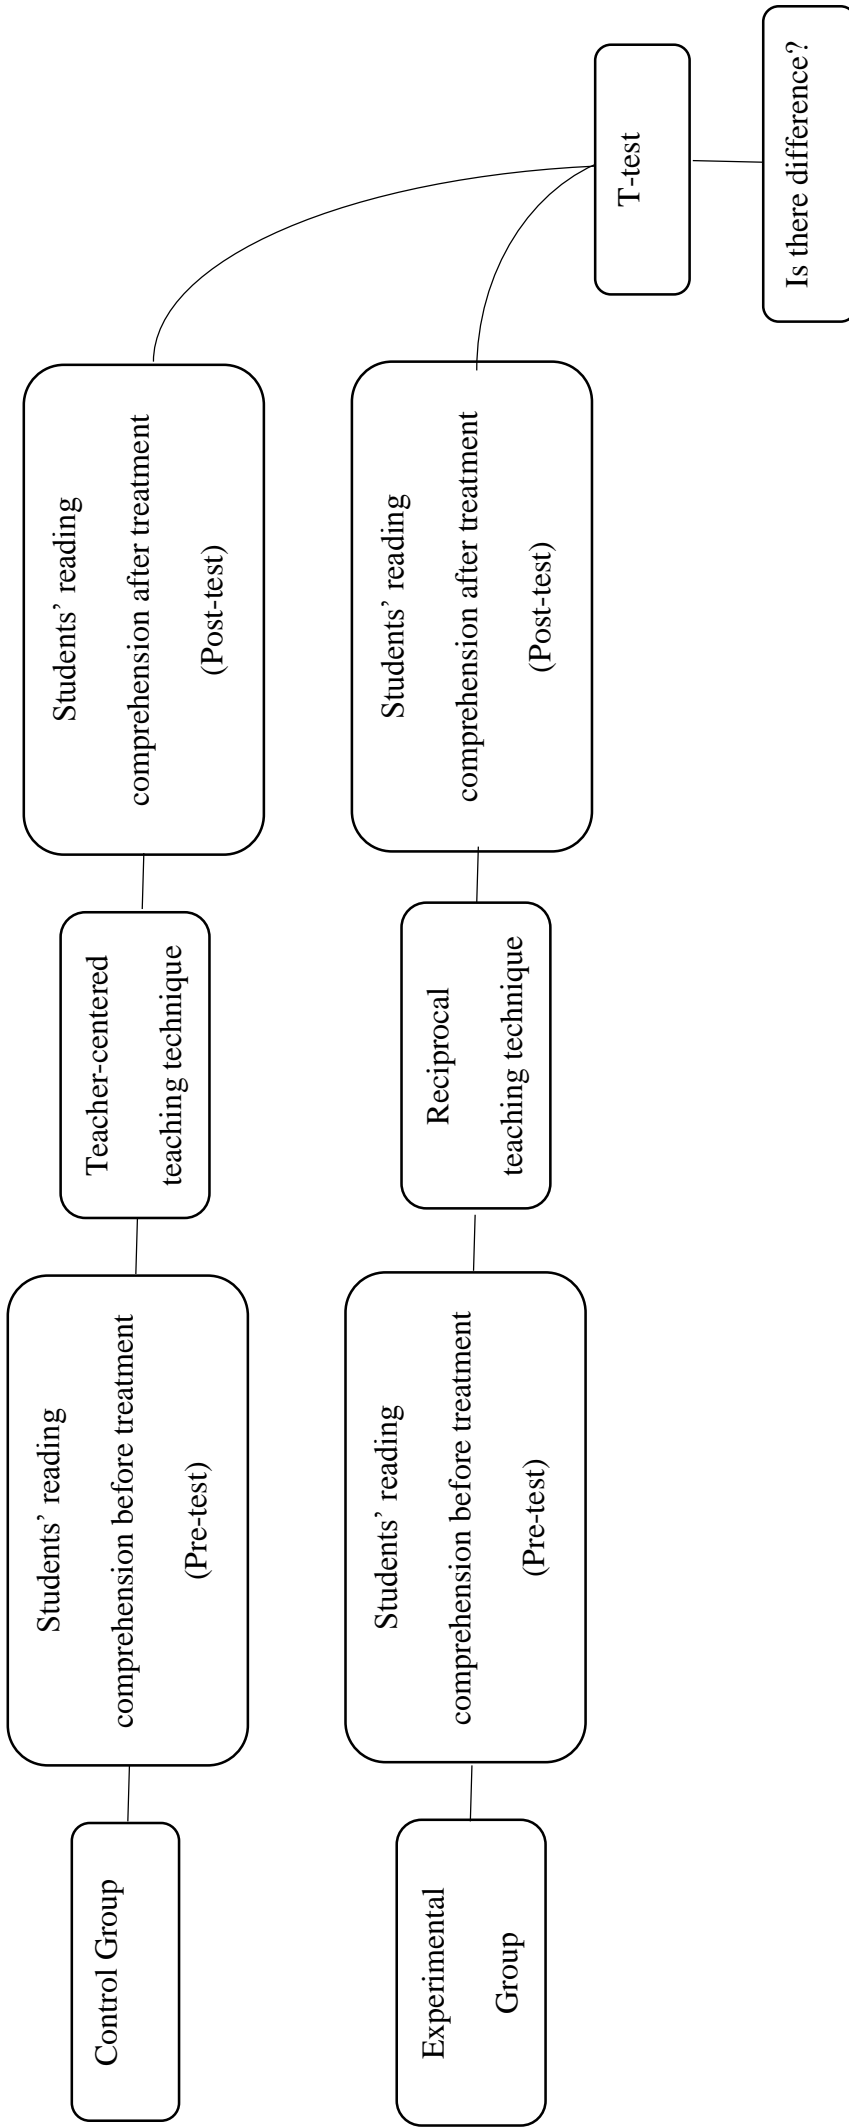 Control Group
Students’ reading
comprehension before treatment
(Pre-test)
Teacher-centered
teaching technique
Students’ reading
comprehension after treatment
(Post-test)
Experimental
Group
Students’ reading
comprehension before treatment
(Pre-test)
Reciprocal
teaching technique
Students’ reading
comprehension after treatment
(Post-test)
T-test
Is there difference?